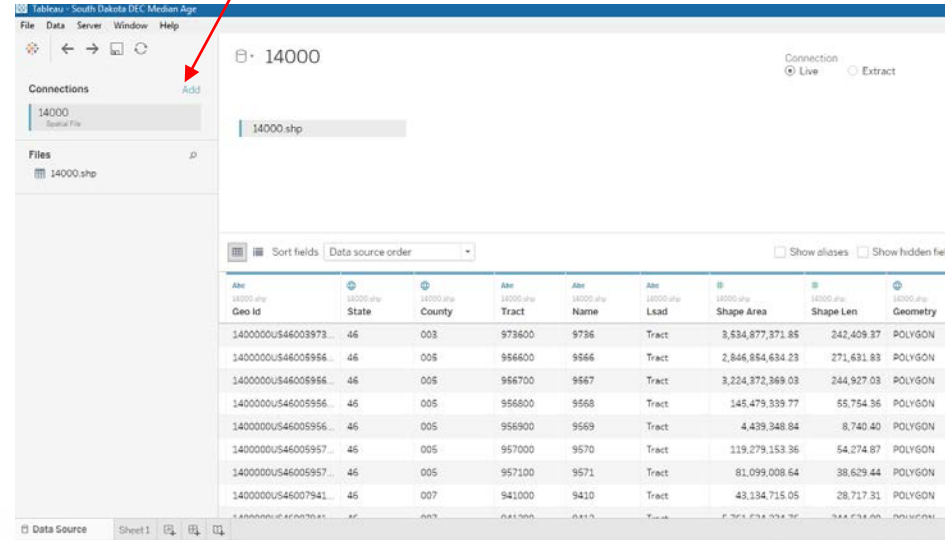 Tableau - South Dakota DEC Median Age
File Data Server Window Help
14000
Connection
Live Extract
Connections Add
14000
Spatial File
14000.shp
Files
14000.shp
Sort fields Data source order
Show aliases Show hidden fie
Abc Abc Abc Abc
14000.shp 14000.shp 14000.shp 14000.shp 14000.shp 14000.shp 14000.shp 14000.shp 14000.shp
Geo Id State County Tract Name Lsad Shape Area Shape Len Geometry
1400000US46003973... 46 003 973600 9736 Tract 3,534,877,371.85 242,409.37 POLYGON
1400000US46005956... 46 005 956600 9566 Tract 2,846,854,634.23 271,631.83 POLYGON
1400000US46005956... 46 005 956700 9567 Tract 3,224,372,369.03 244,927.03 POLYGON
1400000US46005956... 46 005 956800 9568 Tract 145,479,339.77 55,754.36 POLYGON
1400000US46005956... 46 005 956900 9569 Tract 4,439,348.84 8,740.40 POLYGON
1400000US46005957... 46 005 957000 9570 Tract 119,279,153.36 54,274.87 POLYGON
1400000US46005957... 46 005 957100 9571 Tract 81,099,008.64 38,629.44 POLYGON
1400000US46007941... 46 007 941000 9410 Tract 43,134,715.05 28,717.31 POLYGON
Data Source Sheet 1